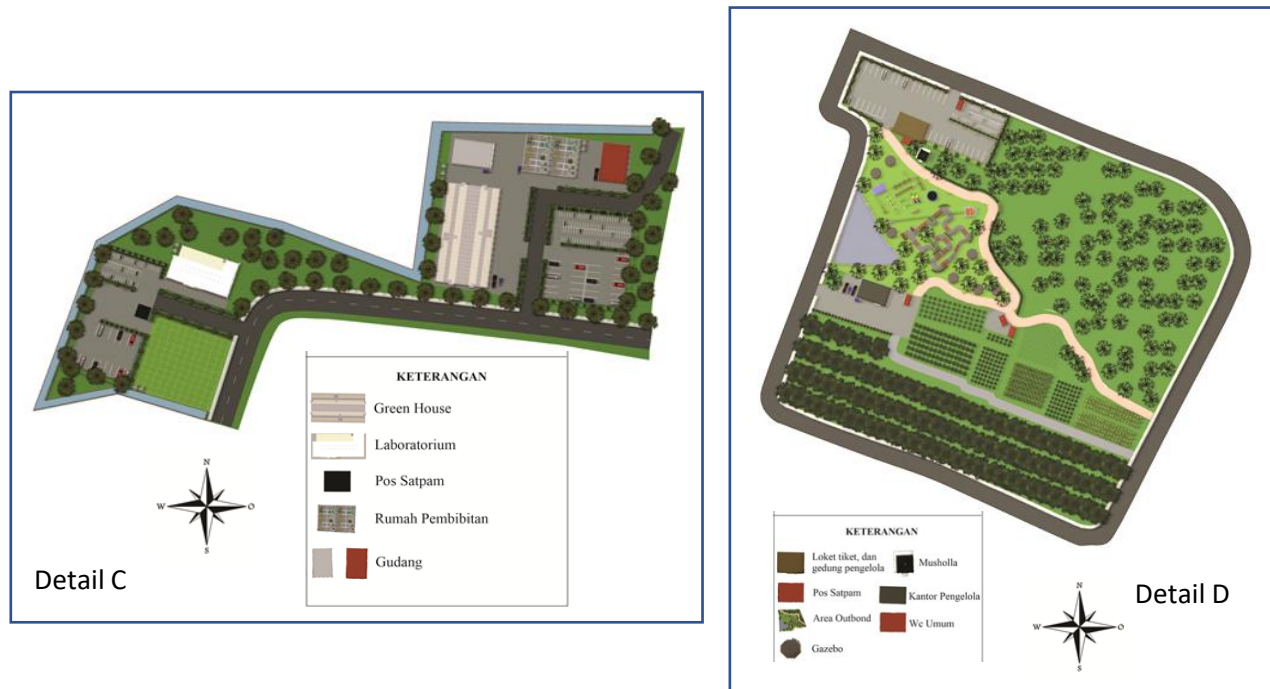 KETERANGAN
Green House
Laboratorium
Pos Satpam
Rumah Pembibitan
Gudang
N
W
O
S
Detail C
KETERANGAN
Loket tiket, dan
gedung pengelola
Musholla
Pos Satpam
Kantor Pengelola
Area Outbond
Wc Umum
Gazebo
N
W
O
S
Detail D